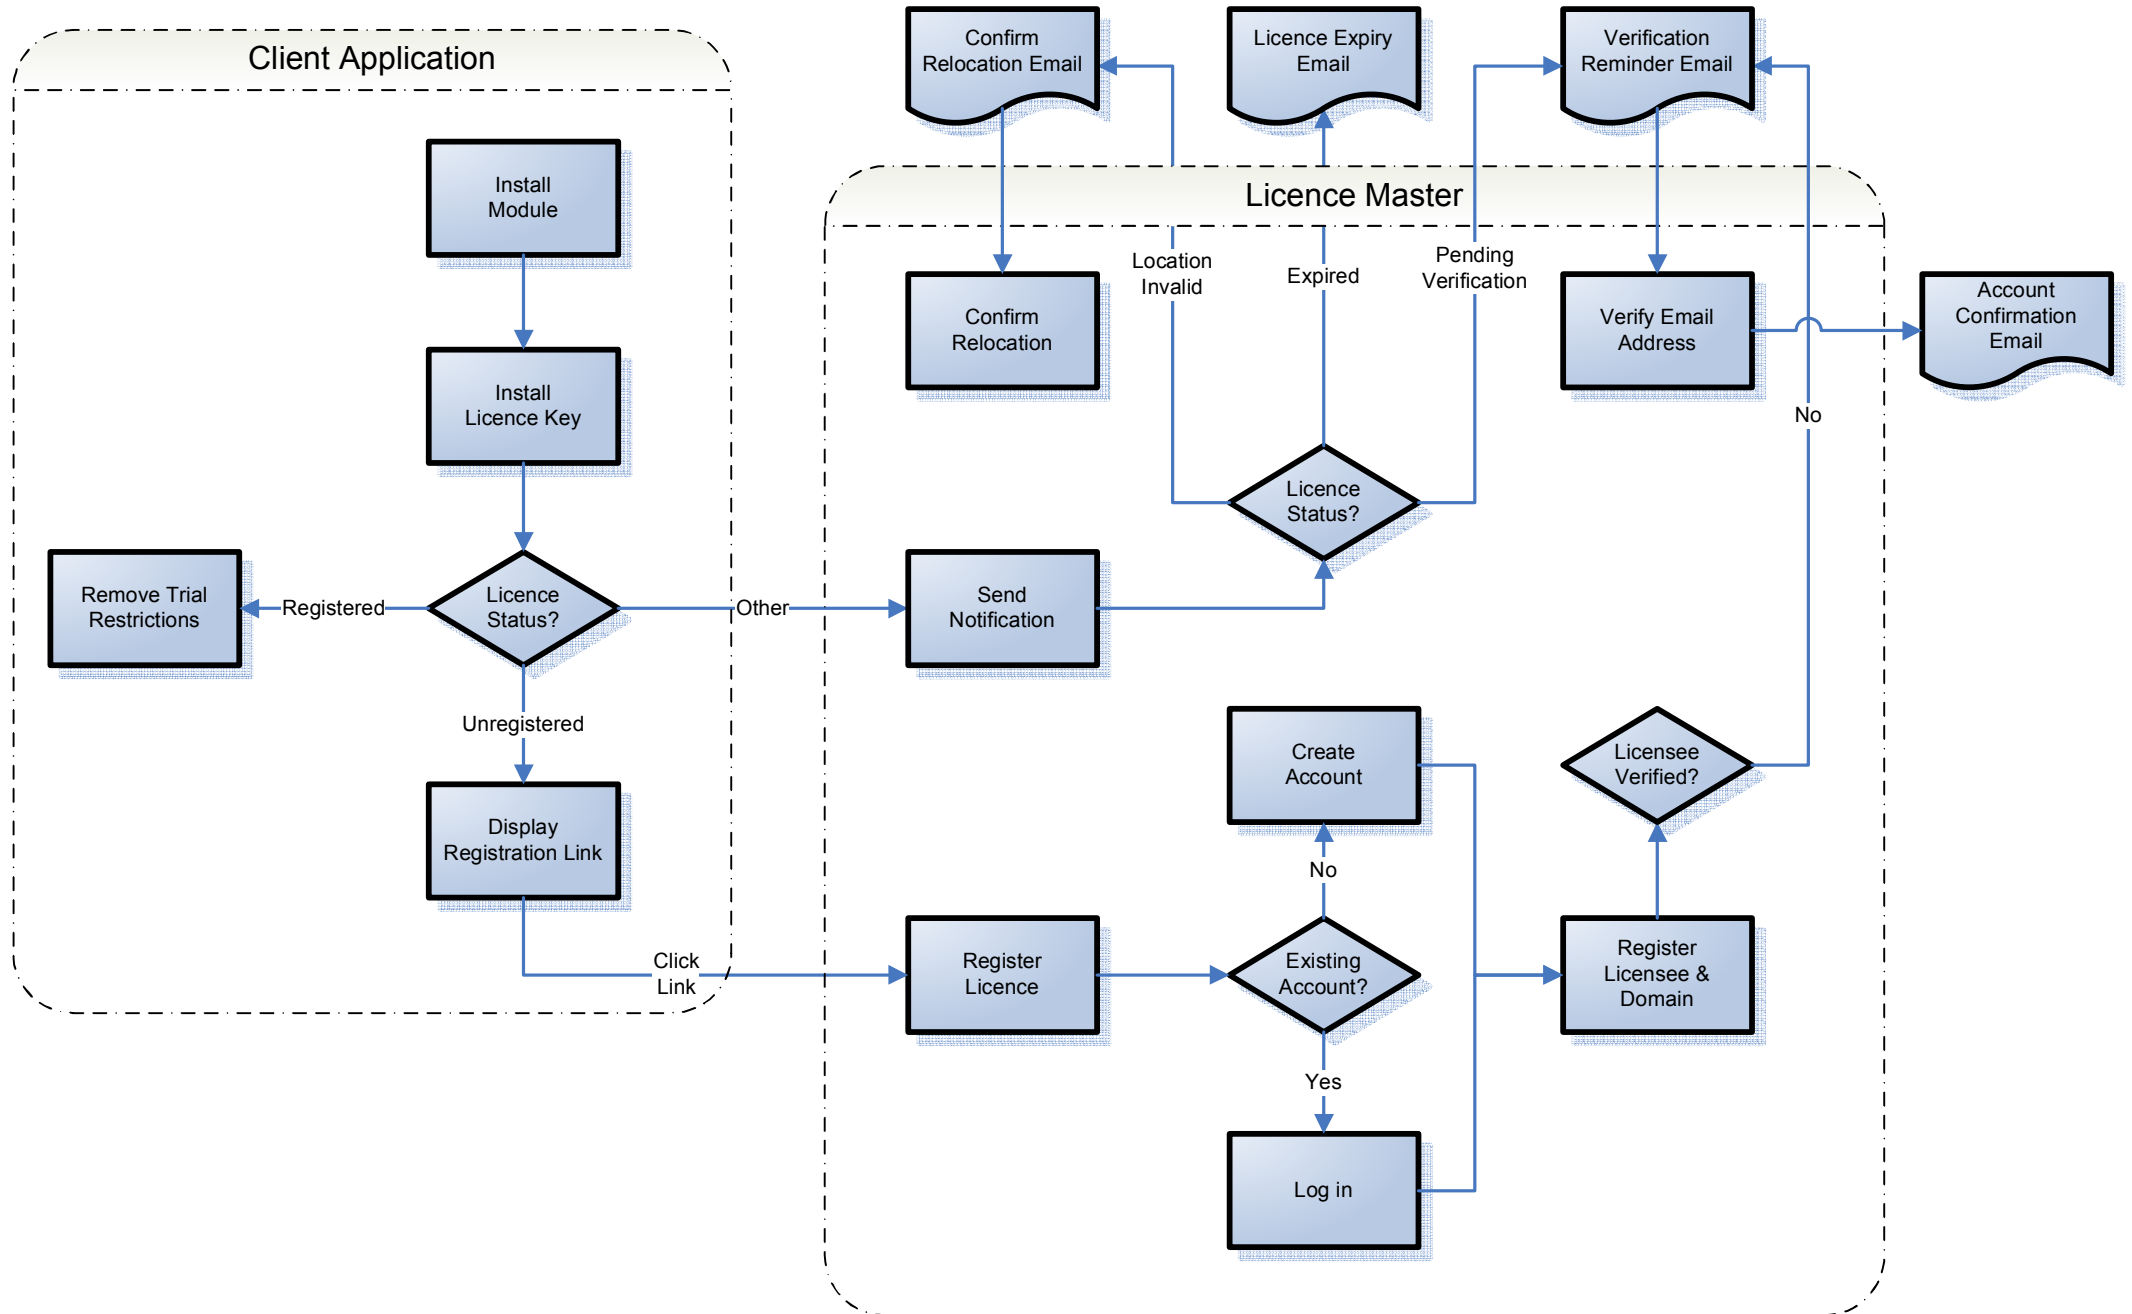 Client Application
Install
Module
Install
Licence Key
Remove Trial
Restrictions
Registered
Licence
Status?
Other
Unregistered
Display
Registration Link
Click
Link
Confirm
Relocation Email
Licence Expiry
Email
Verification
Reminder Email
Licence Master
Location
Invalid
Expired
Pending
Verification
Confirm
Relocation
Verify Email
Address
Account
Confirmation
Email
No
Licence
Status?
Send
Notification
Create
Account
Licensee
Verified?
No
Register
Licence
Existing
Account?
Register
Licensee &
Domain
Yes
Log in